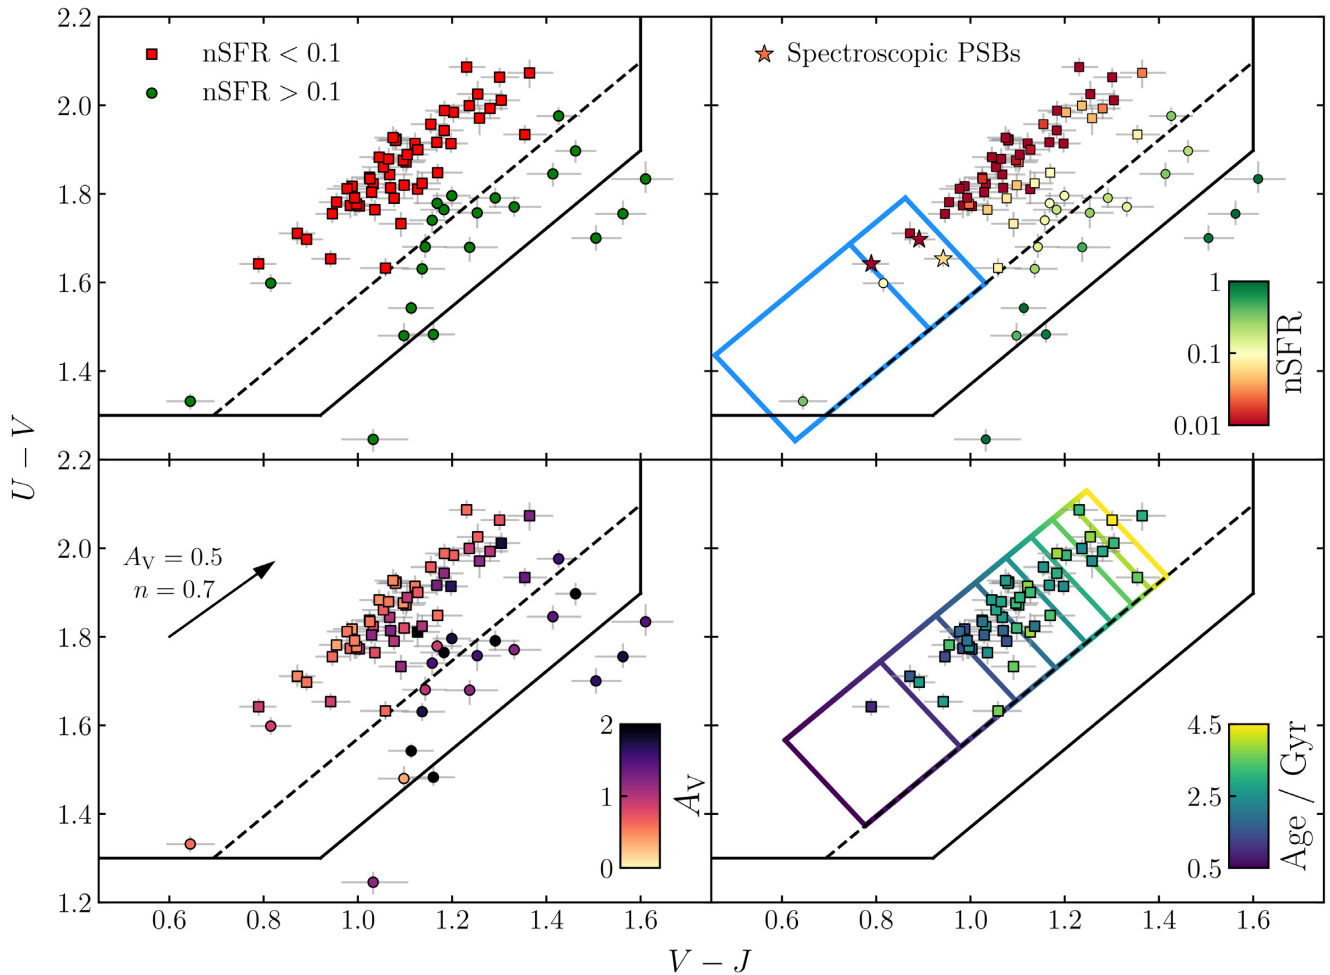 nSFR < 0.1
nSFR > 0.1
Spectroscopic PSBs
2.2
2.0
1.8
1.6
1.4
1
0.1
0.01
nSFR
U − V
2.2
2.0
1.8
1.6
1.4
1.2
A_V = 0.5
n = 0.7
2
1
0
A_V
4.5
2.5
0.5
Age / Gyr
0.6 0.8 1.0 1.2 1.4 1.6
0.6 0.8 1.0 1.2 1.4 1.6
V − J